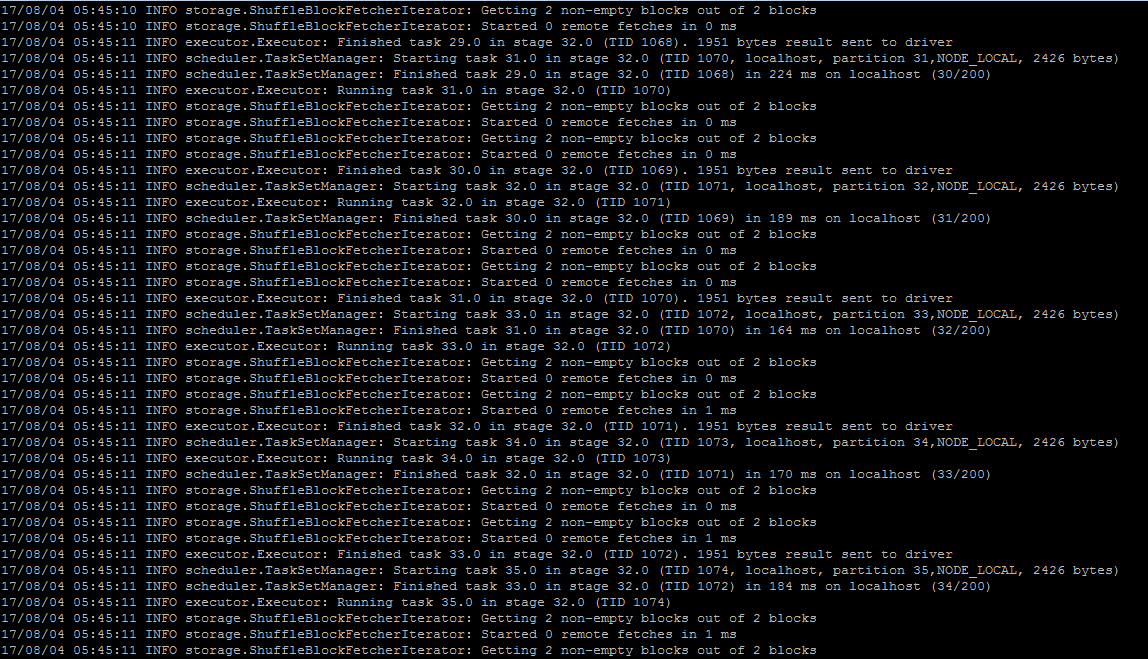 17/08/04 05:45:10 INFO storage.ShuffleBlockFetcherIterator: Getting 2 non-empty blocks out of 2 blocks
17/08/04 05:45:10 INFO storage.ShuffleBlockFetcherIterator: Started 0 remote fetches in 0 ms
17/08/04 05:45:11 INFO executor.Executor: Finished task 29.0 in stage 32.0 (TID 1068). 1951 bytes result sent to driver
17/08/04 05:45:11 INFO scheduler.TaskSetManager: Starting task 31.0 in stage 32.0 (TID 1070, localhost, partition 31,NODE_LOCAL, 2426 bytes)
17/08/04 05:45:11 INFO scheduler.TaskSetManager: Finished task 29.0 in stage 32.0 (TID 1068) in 224 ms on localhost (30/200)
17/08/04 05:45:11 INFO executor.Executor: Running task 31.0 in stage 32.0 (TID 1070)
17/08/04 05:45:11 INFO storage.ShuffleBlockFetcherIterator: Getting 2 non-empty blocks out of 2 blocks
17/08/04 05:45:11 INFO storage.ShuffleBlockFetcherIterator: Started 0 remote fetches in 0 ms
17/08/04 05:45:11 INFO storage.ShuffleBlockFetcherIterator: Getting 2 non-empty blocks out of 2 blocks
17/08/04 05:45:11 INFO storage.ShuffleBlockFetcherIterator: Started 0 remote fetches in 0 ms
17/08/04 05:45:11 INFO executor.Executor: Finished task 30.0 in stage 32.0 (TID 1069). 1951 bytes result sent to driver
17/08/04 05:45:11 INFO scheduler.TaskSetManager: Starting task 32.0 in stage 32.0 (TID 1071, localhost, partition 32,NODE_LOCAL, 2426 bytes)
17/08/04 05:45:11 INFO executor.Executor: Running task 32.0 in stage 32.0 (TID 1071)
17/08/04 05:45:11 INFO scheduler.TaskSetManager: Finished task 30.0 in stage 32.0 (TID 1069) in 189 ms on localhost (31/200)
17/08/04 05:45:11 INFO storage.ShuffleBlockFetcherIterator: Getting 2 non-empty blocks out of 2 blocks
17/08/04 05:45:11 INFO storage.ShuffleBlockFetcherIterator: Started 0 remote fetches in 0 ms
17/08/04 05:45:11 INFO storage.ShuffleBlockFetcherIterator: Getting 2 non-empty blocks out of 2 blocks
17/08/04 05:45:11 INFO storage.ShuffleBlockFetcherIterator: Started 0 remote fetches in 0 ms
17/08/04 05:45:11 INFO executor.Executor: Finished task 31.0 in stage 32.0 (TID 1070). 1951 bytes result sent to driver
17/08/04 05:45:11 INFO scheduler.TaskSetManager: Starting task 33.0 in stage 32.0 (TID 1072, localhost, partition 33,NODE_LOCAL, 2426 bytes)
17/08/04 05:45:11 INFO scheduler.TaskSetManager: Finished task 31.0 in stage 32.0 (TID 1070) in 164 ms on localhost (32/200)
17/08/04 05:45:11 INFO executor.Executor: Running task 33.0 in stage 32.0 (TID 1072)
17/08/04 05:45:11 INFO storage.ShuffleBlockFetcherIterator: Getting 2 non-empty blocks out of 2 blocks
17/08/04 05:45:11 INFO storage.ShuffleBlockFetcherIterator: Started 0 remote fetches in 0 ms
17/08/04 05:45:11 INFO storage.ShuffleBlockFetcherIterator: Getting 2 non-empty blocks out of 2 blocks
17/08/04 05:45:11 INFO storage.ShuffleBlockFetcherIterator: Started 0 remote fetches in 1 ms
17/08/04 05:45:11 INFO executor.Executor: Finished task 32.0 in stage 32.0 (TID 1071). 1951 bytes result sent to driver
17/08/04 05:45:11 INFO scheduler.TaskSetManager: Starting task 34.0 in stage 32.0 (TID 1073, localhost, partition 34,NODE_LOCAL, 2426 bytes)
17/08/04 05:45:11 INFO executor.Executor: Running task 34.0 in stage 32.0 (TID 1073)
17/08/04 05:45:11 INFO scheduler.TaskSetManager: Finished task 32.0 in stage 32.0 (TID 1071) in 170 ms on localhost (33/200)
17/08/04 05:45:11 INFO storage.ShuffleBlockFetcherIterator: Getting 2 non-empty blocks out of 2 blocks
17/08/04 05:45:11 INFO storage.ShuffleBlockFetcherIterator: Started 0 remote fetches in 0 ms
17/08/04 05:45:11 INFO storage.ShuffleBlockFetcherIterator: Getting 2 non-empty blocks out of 2 blocks
17/08/04 05:45:11 INFO storage.ShuffleBlockFetcherIterator: Started 0 remote fetches in 1 ms
17/08/04 05:45:11 INFO executor.Executor: Finished task 33.0 in stage 32.0 (TID 1072). 1951 bytes result sent to driver
17/08/04 05:45:11 INFO scheduler.TaskSetManager: Starting task 35.0 in stage 32.0 (TID 1074, localhost, partition 35,NODE_LOCAL, 2426 bytes)
17/08/04 05:45:11 INFO scheduler.TaskSetManager: Finished task 33.0 in stage 32.0 (TID 1072) in 184 ms on localhost (34/200)
17/08/04 05:45:11 INFO executor.Executor: Running task 35.0 in stage 32.0 (TID 1074)
17/08/04 05:45:11 INFO storage.ShuffleBlockFetcherIterator: Getting 2 non-empty blocks out of 2 blocks
17/08/04 05:45:11 INFO storage.ShuffleBlockFetcherIterator: Started 0 remote fetches in 1 ms
17/08/04 05:45:11 INFO storage.ShuffleBlockFetcherIterator: Getting 2 non-empty blocks out of 2 blocks